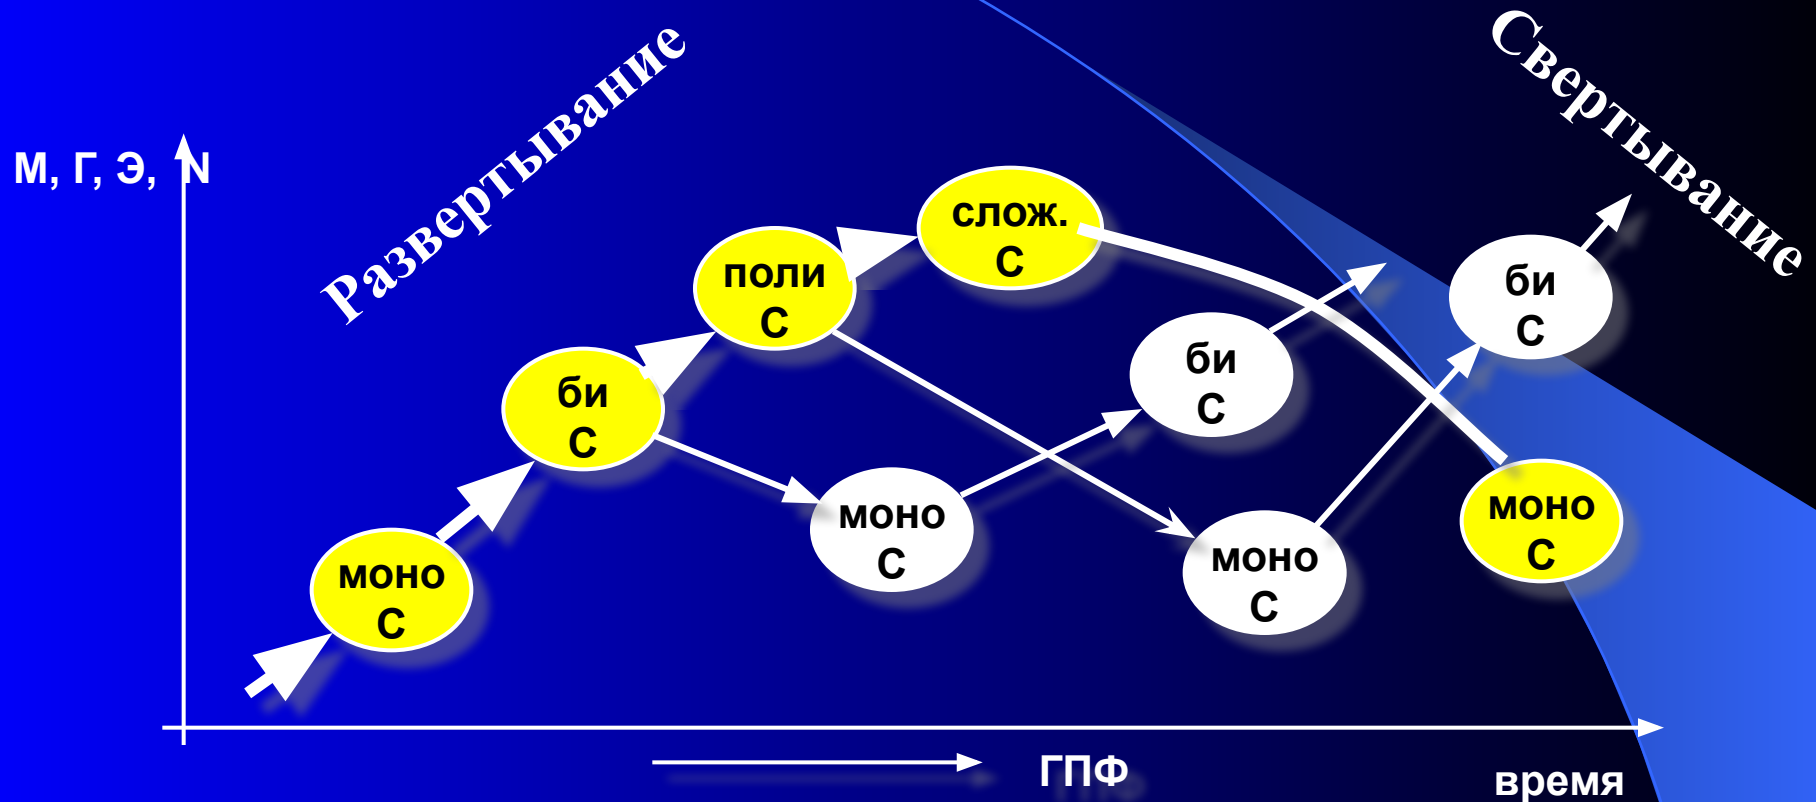 Развертывание
Свертывание
М, Г, Э, N
слож.
С
поли
С
би
С
би
С
би
С
моно
С
моно
С
моно
С
моно
С
ГПФ
время